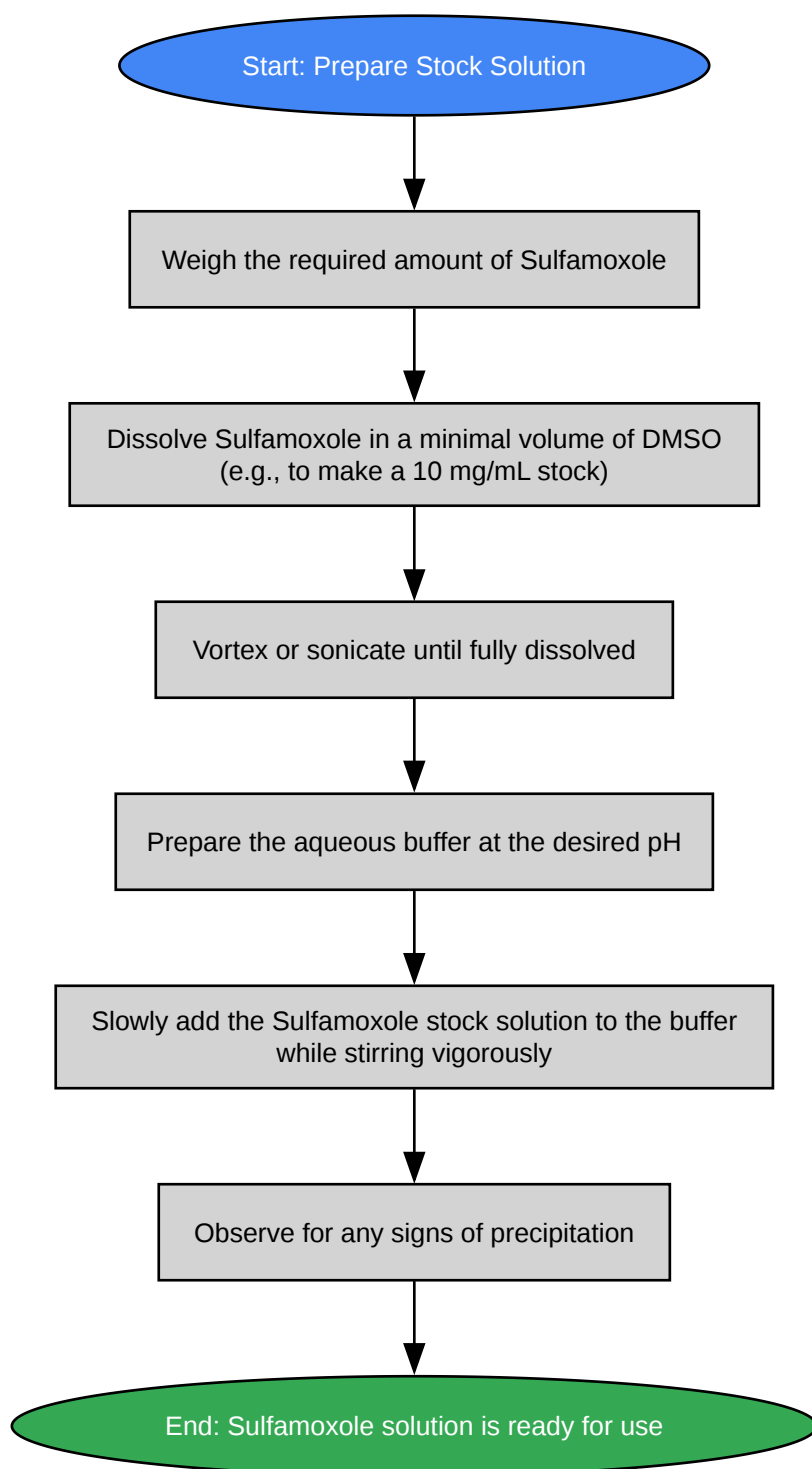 Start: Prepare Stock Solution
Weigh the required amount of Sulfamoxole
Dissolve Sulfamoxole in a minimal volume of DMSO
(e.g., to make a 10 mg/mL stock)
Vortex or sonicate until fully dissolved
Prepare the aqueous buffer at the desired pH
Slowly add the Sulfamoxole stock solution to the buffer
while stirring vigorously
Observe for any signs of precipitation
End: Sulfamoxole solution is ready for use